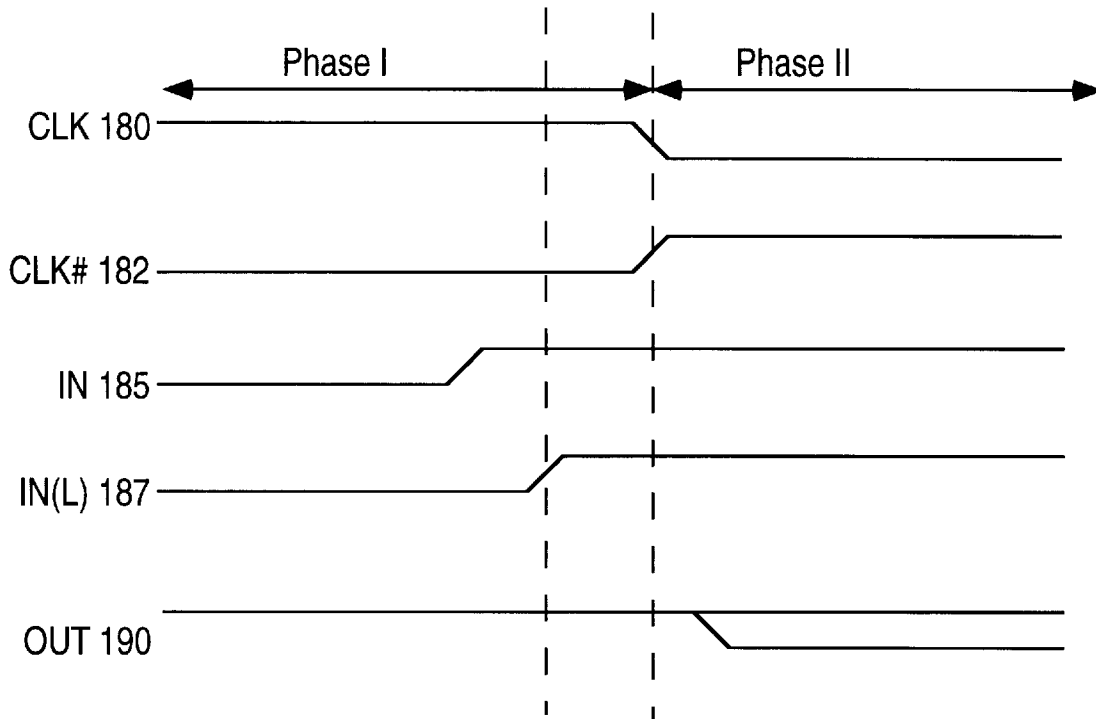 Phase I
Phase II
CLK 180
CLK# 182
IN 185
IN(L) 187
OUT 190